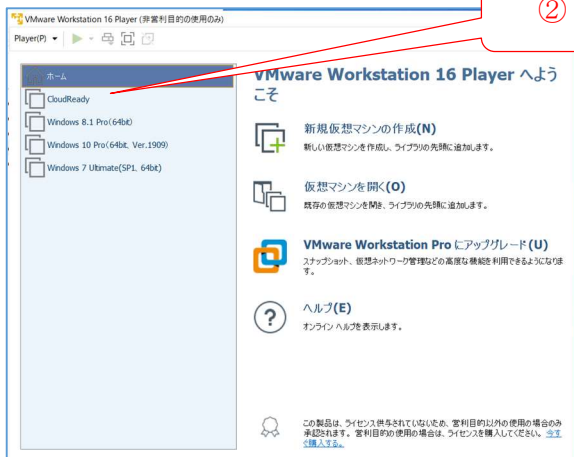 ②
VMware Workstation 16 Player (非営利目的の使用のみ)
Player(P)
ホーム
CloudReady
Windows 8.1 Pro(64bit)
Windows 10 Pro(64bit, Ver.1909)
Windows 7 Ultimate(SP1, 64bit)
VMware Workstation 16 Player へよう
こそ
新規仮想マシンの作成(N)
新しい仮想マシンを作成し、ライブラリの先頭に追加します。
仮想マシンを開く(O)
既存の仮想マシンを開き、ライブラリの先頭に追加します。
VMware Workstation Pro にアップグレード(U)
スナップショット、仮想ネットワーク管理などの高度な機能を利用できるようになりま
す。
ヘルプ(E)
オンライン ヘルプを表示します。
この製品は、ライセンス供与されていないため、営利目的以外の使用の場合のみ
承認されます。営利目的の使用の場合は、ライセンスを購入してください。今す
ぐ購入する。